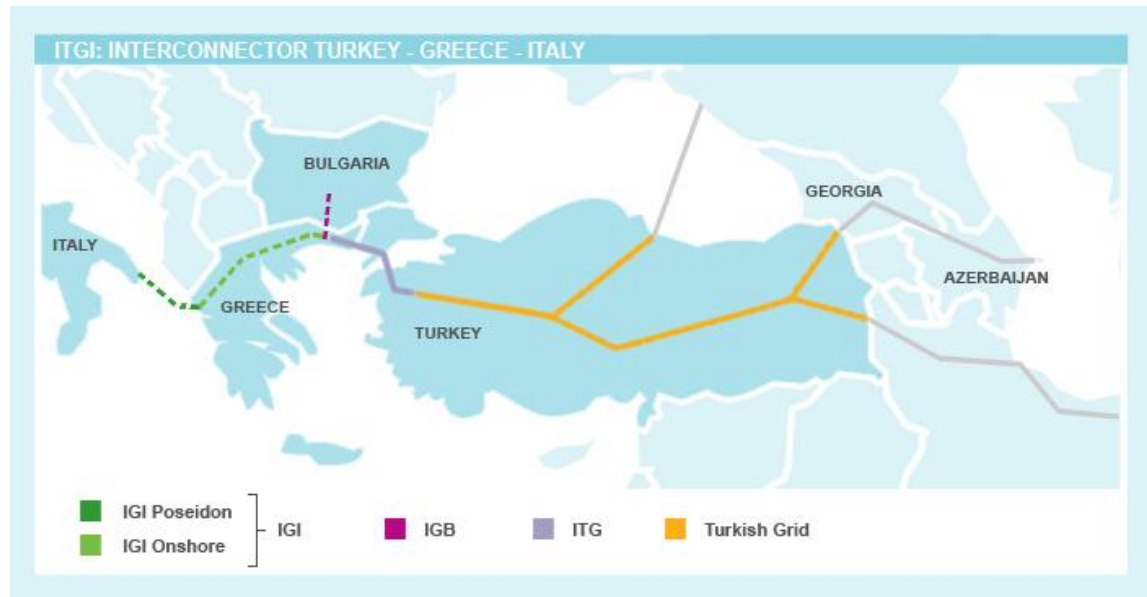 ITGI: INTERCONNECTOR TURKEY - GREECE - ITALY
BULGARIA
GEORGIA
ITALY
AZERBAIJAN
GREECE
TURKEY
IGI Poseidon
IGI Onshore
IGI
IGB
ITG
Turkish Grid